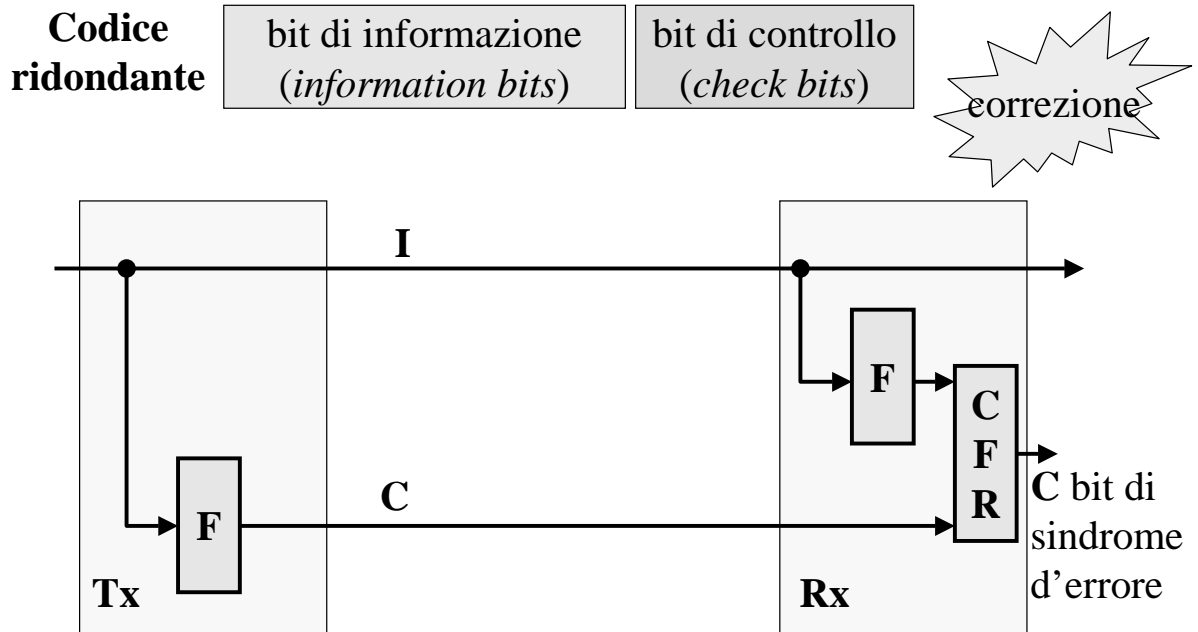 Codice
ridondante
bit di informazione
(information bits)
bit di controllo
(check bits)
correzione
I
F
C
F
R
C
F
C bit di
sindrome
d'errore
Tx
Rx